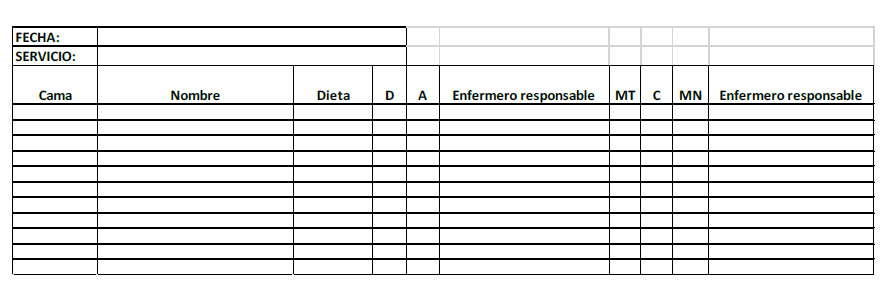 FECHA:
SERVICIO:
Cama Nombre Dieta D A Enfermero responsable MT C MN Enfermero responsable